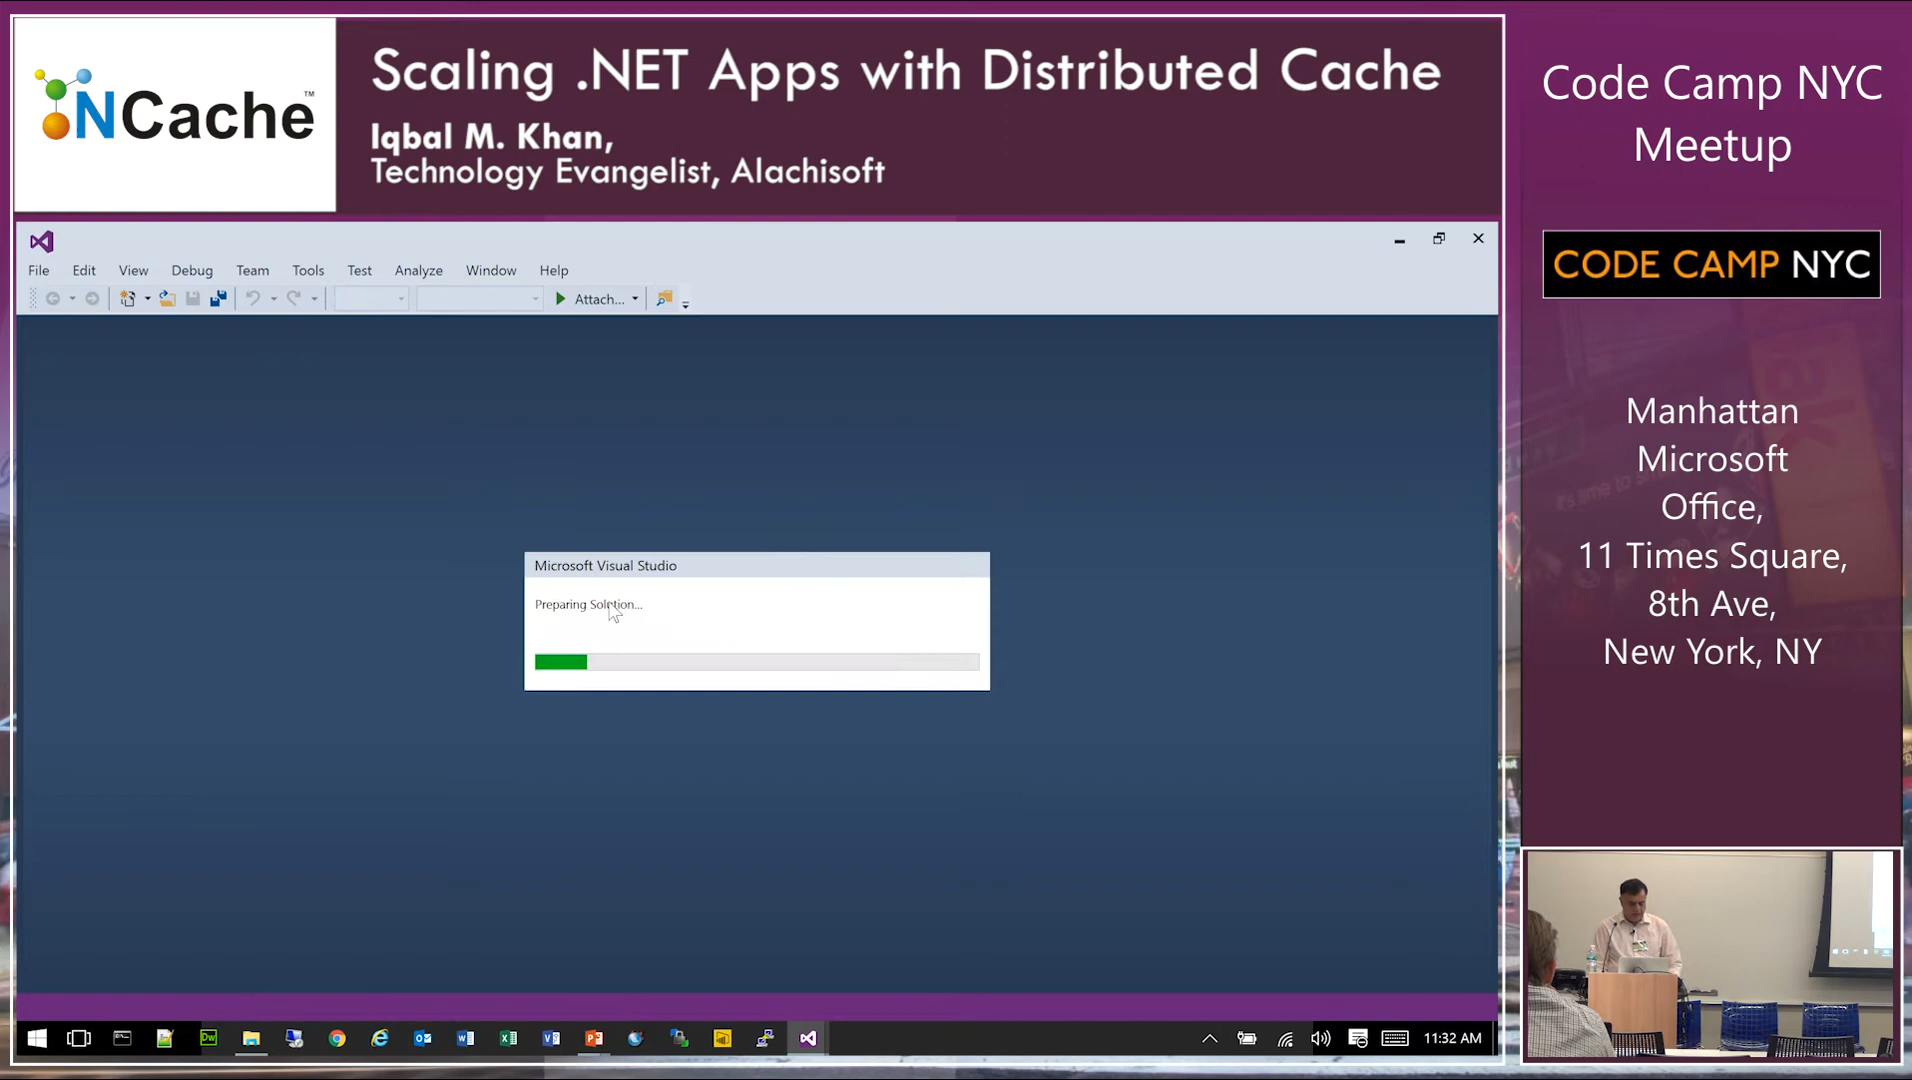 NCache™
Scaling .NET Apps with Distributed Cache
Iqbal M. Khan,
Technology Evangelist, Alachisoft
File Edit View Debug Team Tools Test Analyze Window Help
Attach...
Microsoft Visual Studio
Preparing Solution...
11:32 AM
Code Camp NYC
Meetup
CODE CAMP NYC
Manhattan
Microsoft
Office,
11 Times Square,
8th Ave,
New York, NY